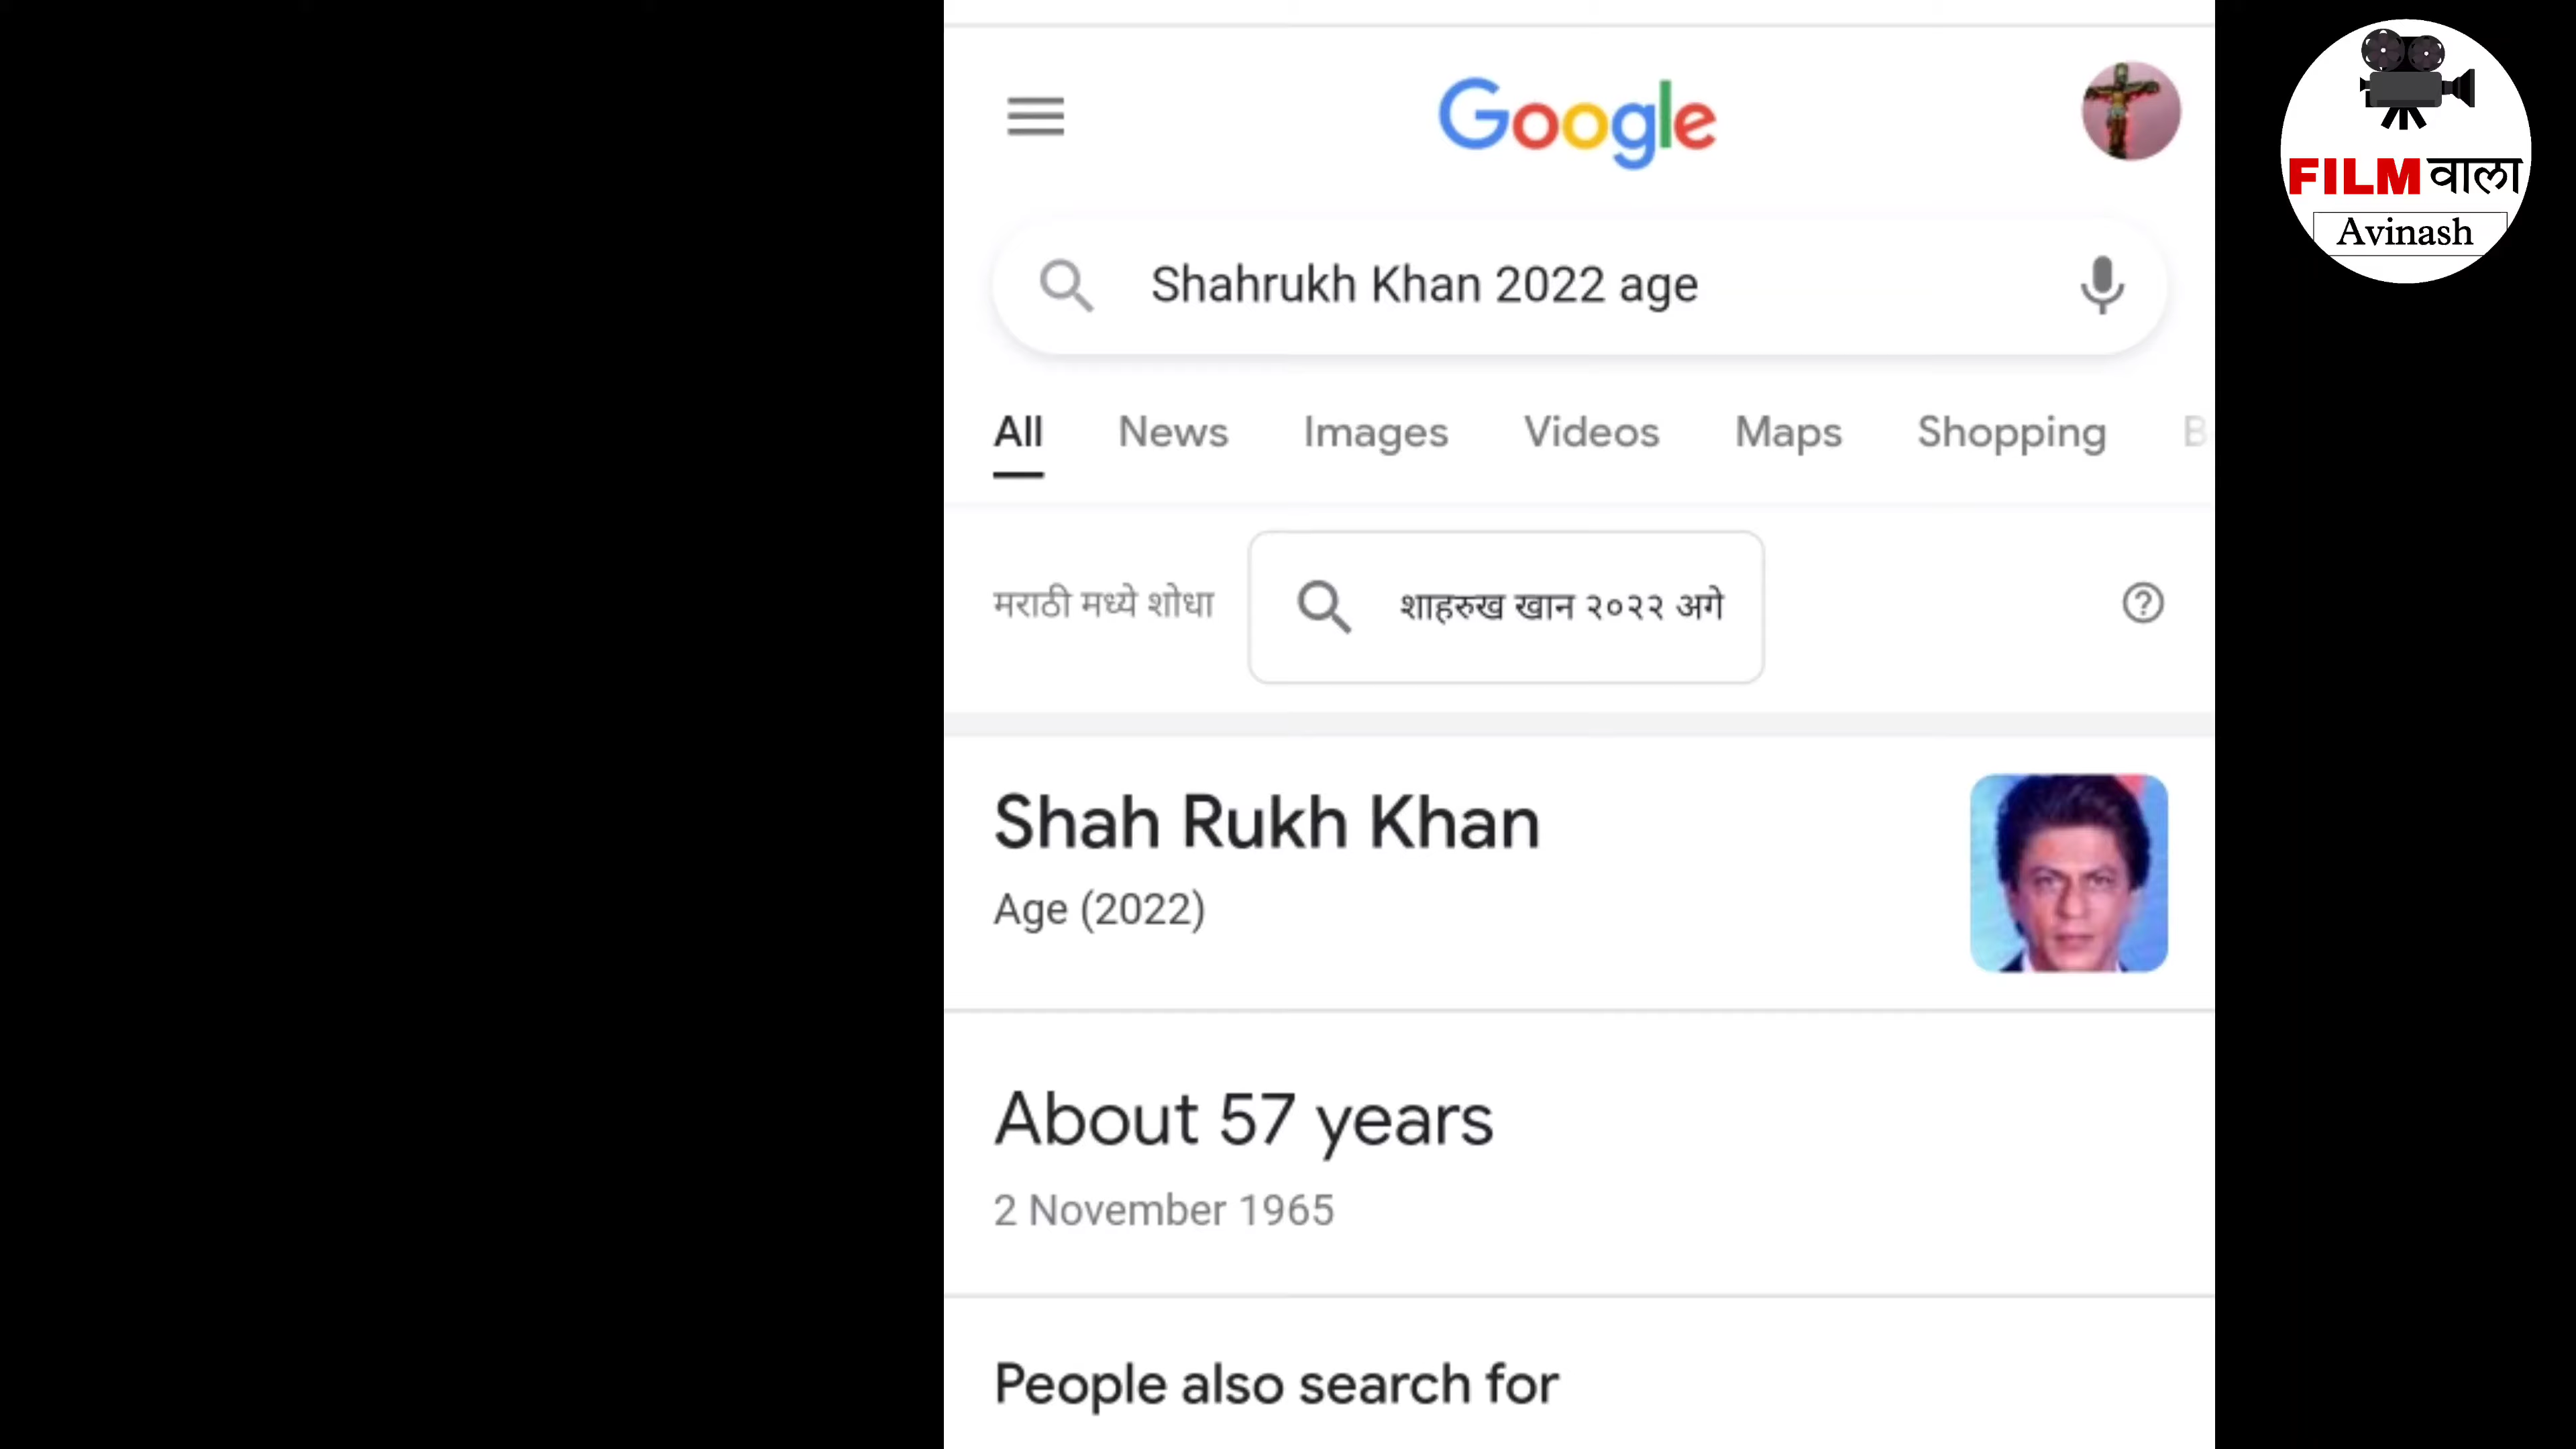 Google
FILM वाला
Avinash
Shahrukh Khan 2022 age
All News Images Videos Maps Shopping
मराठी मध्ये शोधा
शाहरुख खान २०२२ अगे
Shah Rukh Khan
Age (2022)
About 57 years
2 November 1965
People also search for